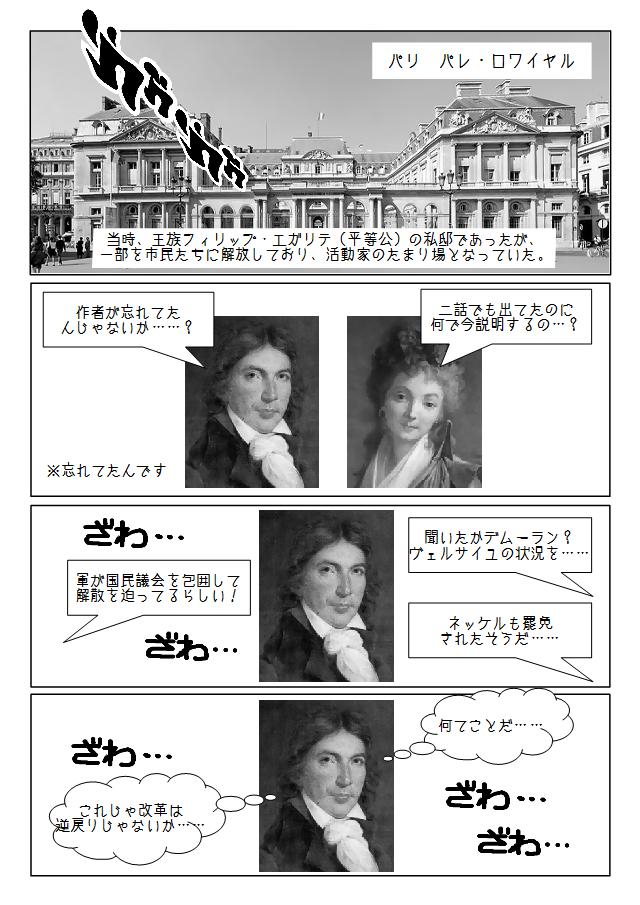 ガヤガヤ
パリ　パレ・ロワイヤル
当時、王族フィリップ・エガリテ（平等公）の私邸であったが、
一部を市民たちに解放しており、活動家のたまり場となっていた。
二話でも出てたのに
何で今説明するの…？
作者が忘れてた
んじゃないか……？
※忘れてたんです
聞いたかデムーラン？
ヴェルサイユの状況を……
ざわ…
軍が国民議会を包囲して
解散を迫ってるらしい！
ネッケルも罷免
されたそうだ……
ざわ…
何てことだ……
ざわ…
ざわ…
ざわ…
これじゃ改革は
逆戻りじゃないか……